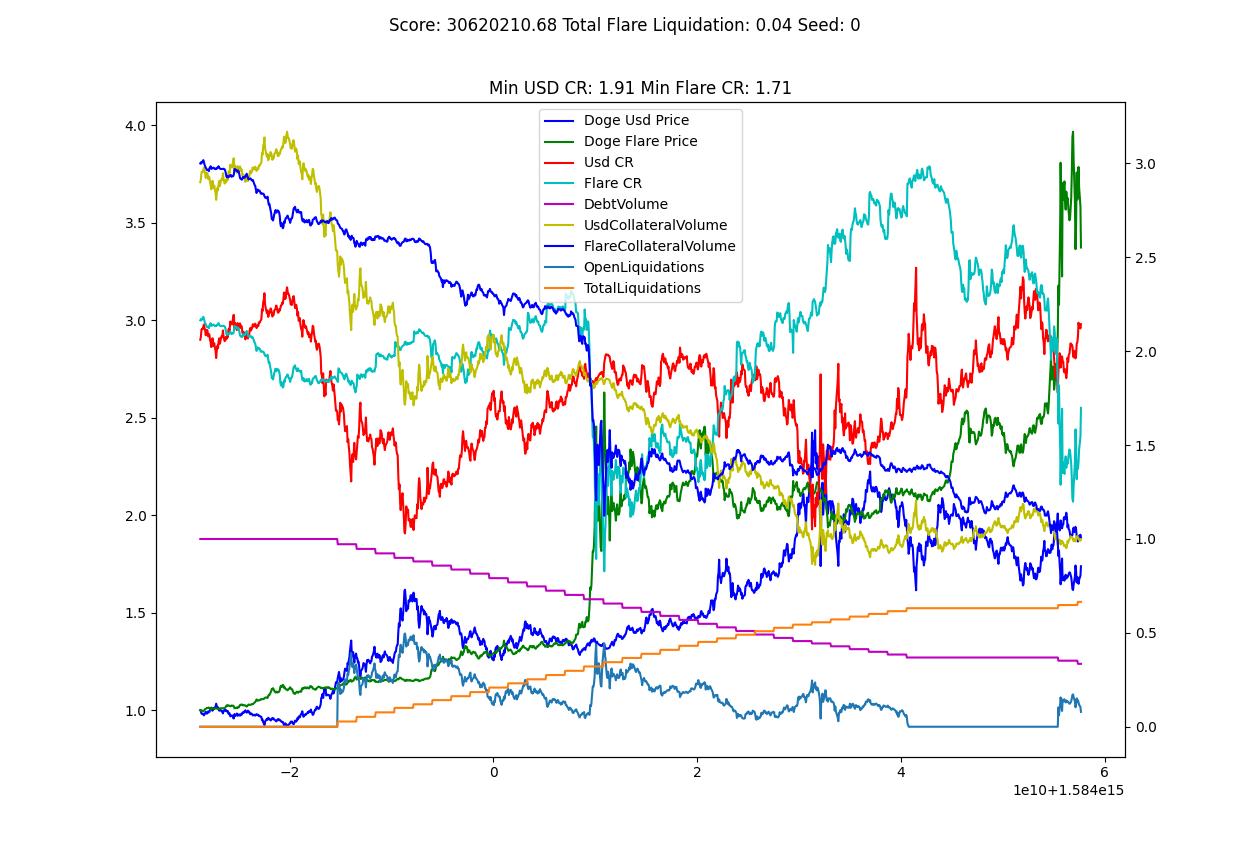 Score: 30620210.68 Total Flare Liquidation: 0.04 Seed: 0
Min USD CR: 1.91 Min Flare CR: 1.71
Doge Usd Price
Doge Flare Price
Usd CR
Flare CR
DebtVolume
UsdCollateralVolume
FlareCollateralVolume
OpenLiquidations
TotalLiquidations
4.0
3.5
3.0
2.5
2.0
1.5
1.0
3.0
2.5
2.0
1.5
1.0
0.5
0.0
−2
0
2
4
6
1e10+1.584e15